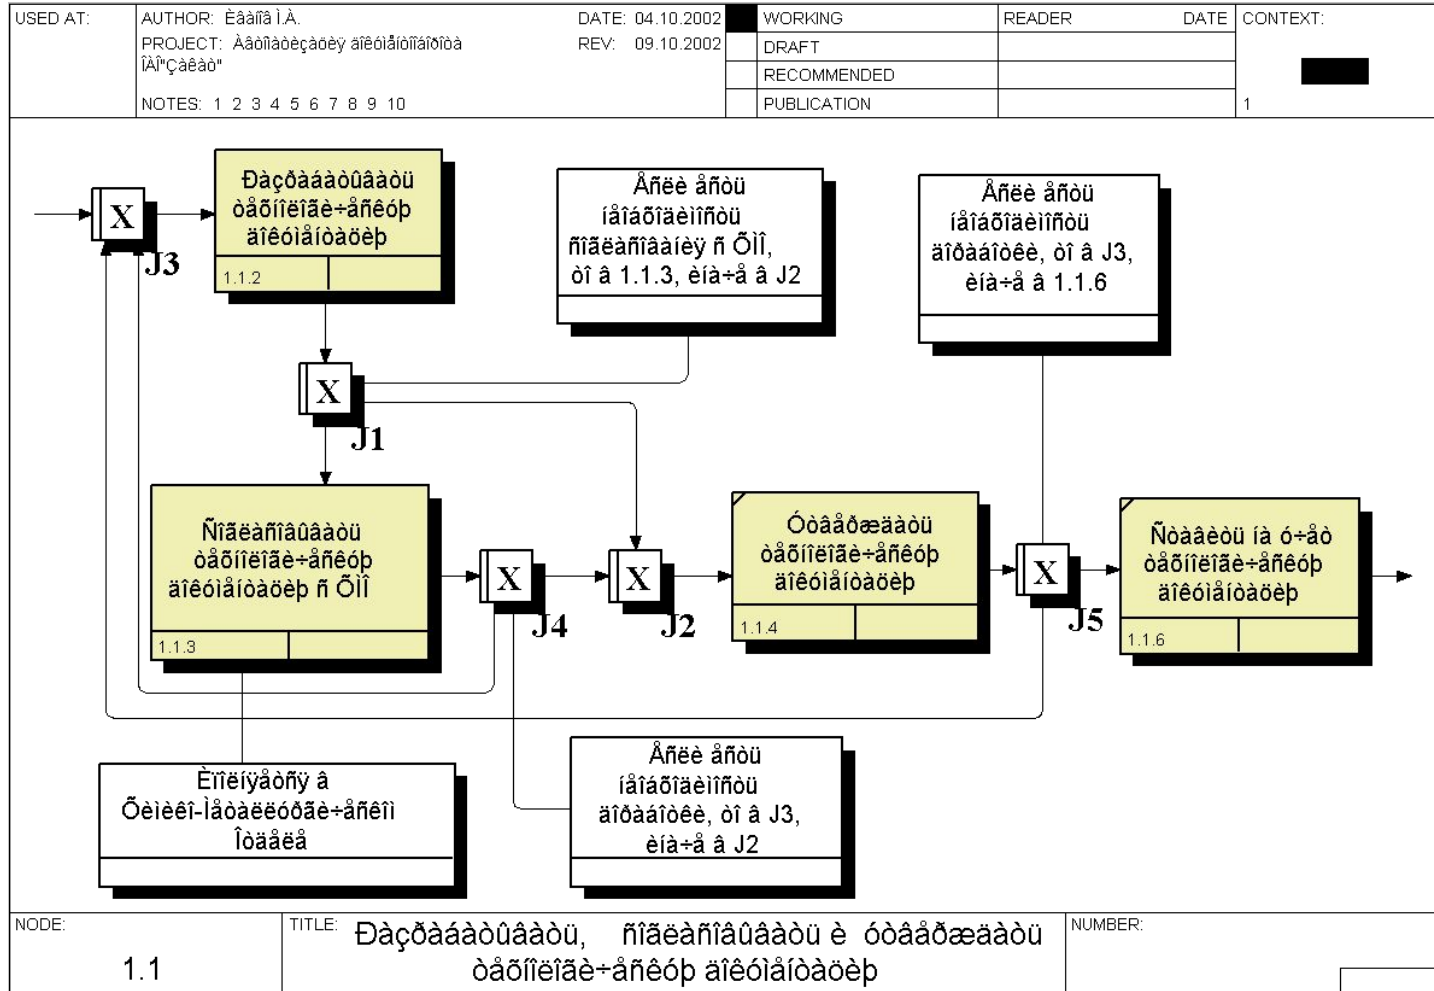 USED AT:
AUTHOR: Èâàíîâ Ì.À.
DATE: 04.10.2002
WORKING
READER
DATE
CONTEXT:
PROJECT: Àâòîìàòèçàöèÿ äîêóìåíòîîáîðîòà
REV: 09.10.2002
DRAFT
ÎÀÎ"Çàêàò"
RECOMMENDED
NOTES: 1 2 3 4 5 6 7 8 9 10
PUBLICATION
1
X
J3
Ðàçðàáàòûâàòü
òåõíîëîãè÷åñêóþ
äîêóìåíòàöèþ
1.1.2
Åñëè åñòü
íåîáõîäèìîñòü
ñîãëàñîâàíèÿ ñ ÕÌÎ,
òî â 1.1.3, èíà÷å â J2
Åñëè åñòü
íåîáõîäèìîñòü
äîðàáîòêè, òî â J3,
èíà÷å â 1.1.6
X
J1
Ñîãëàñîâûâàòü
òåõíîëîãè÷åñêóþ
äîêóìåíòàöèþ ñ ÕÌÎ
1.1.3
X
J4
X
J2
Óòâåðæäàòü
òåõíîëîãè÷åñêóþ
äîêóìåíòàöèþ
1.1.4
X
J5
Ñòàâèòü íà ó÷åò
òåõíîëîãè÷åñêóþ
äîêóìåíòàöèþ
1.1.6
Èïîëíÿåòñÿ â
Õèìèêî-Ìåòàëëóðãè÷åñêîì
Îòäåëå
Åñëè åñòü
íåîáõîäèìîñòü
äîðàáîòêè, òî â J3,
èíà÷å â J2
NODE:
1.1
TITLE:
Ðàçðàáàòûâàòü, ñîãëàñîâûâàòü è óòâåðæäàòü
òåõíîëîãè÷åñêóþ äîêóìåíòàöèþ
NUMBER: